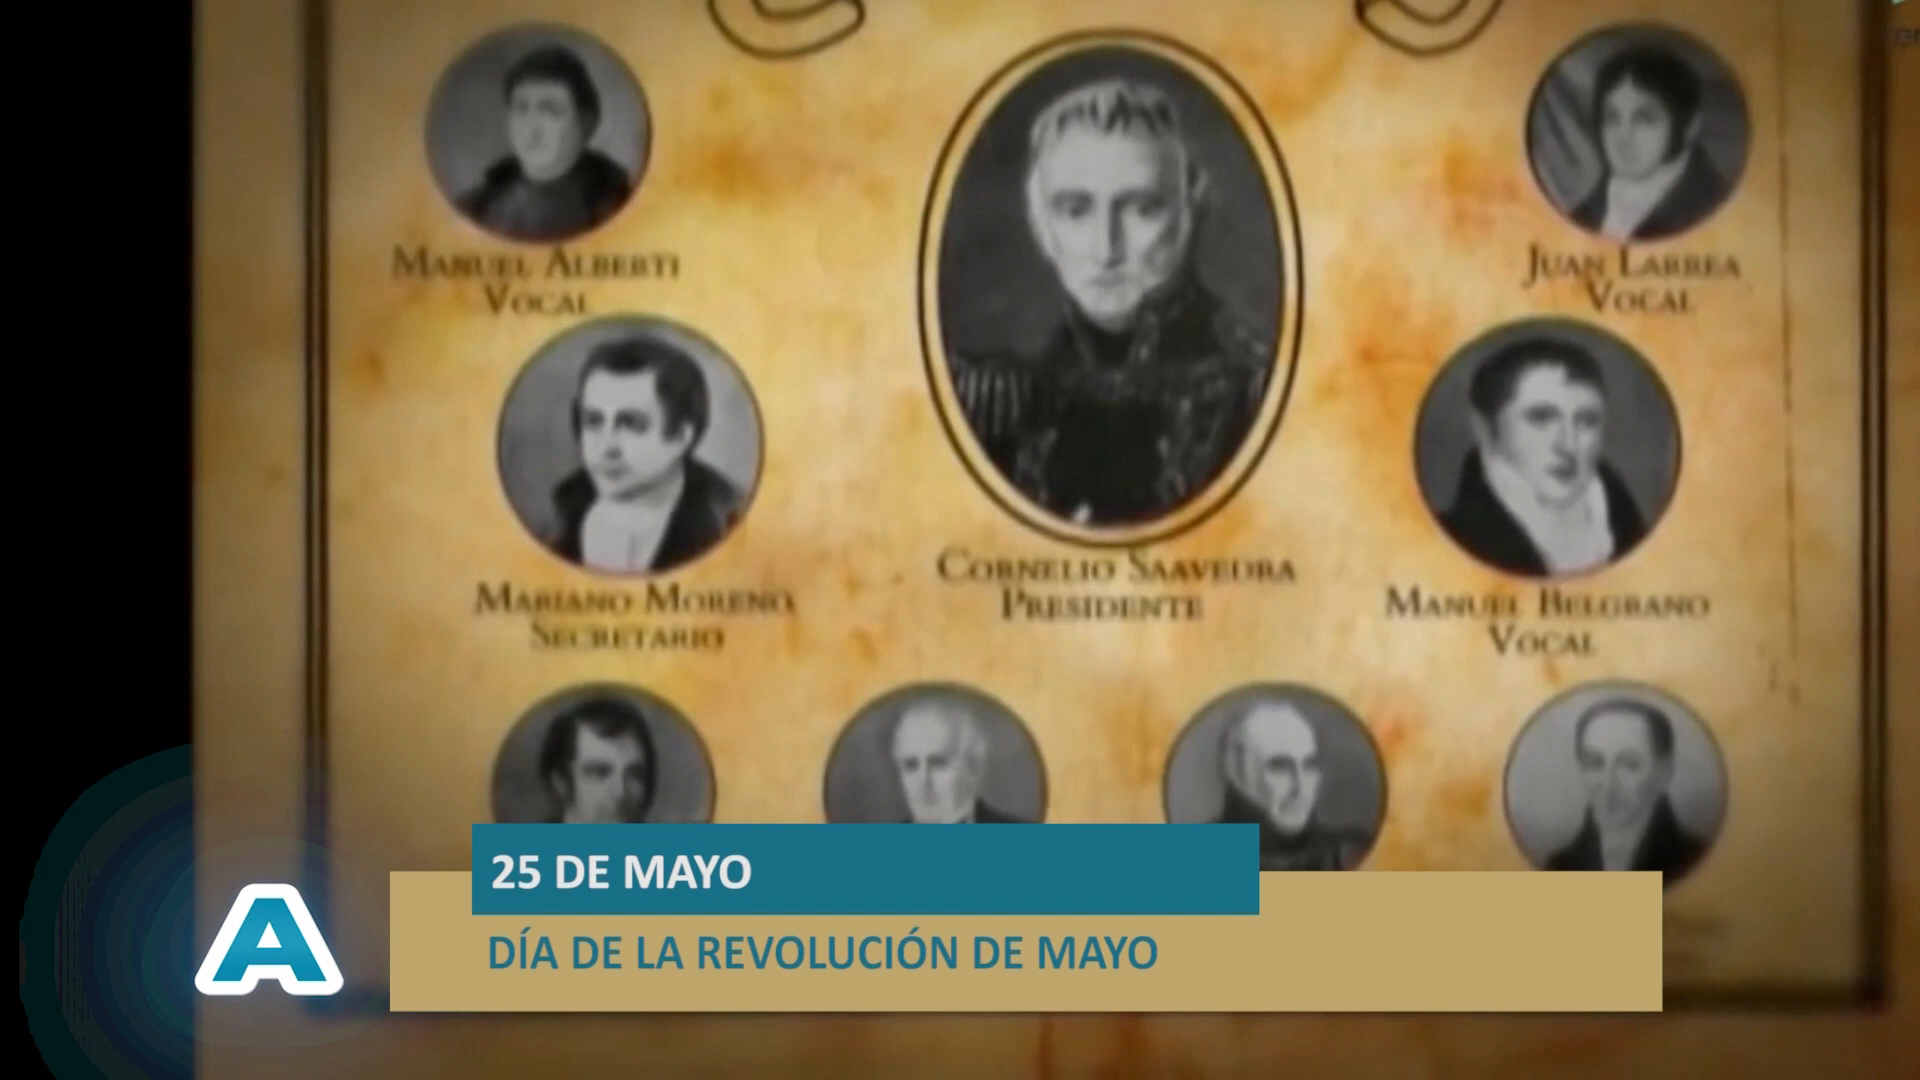 MANUEL ALBERTI
VOCAL
JUAN LARREA
VOCAL
CORNELIO SAAVEDRA
PRESIDENTE
MARIANO MORENO
SECRETARIO
MANUEL BELGRANO
VOCAL
25 DE MAYO
DÍA DE LA REVOLUCIÓN DE MAYO
A